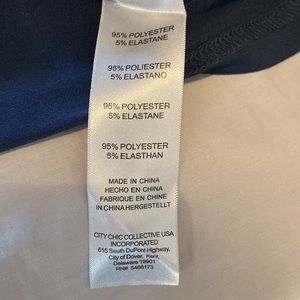 95% POLYESTER
5% ELASTANE
95% POLIESTER
5% ELASTANO
95% POLYESTER
5% ELASTANE
95% POLYESTER
5% ELASTHAN
MADE IN CHINA
HECHO EN CHINA
FABRIQUE EN CHINE
IN CHINA HERGESTELLT
CITY CHIC COLLECTIVE USA
INCORPORATED
615 South DuPont Highway,
City of Dover, Kent,
Delaware 19901
RN# 5466173